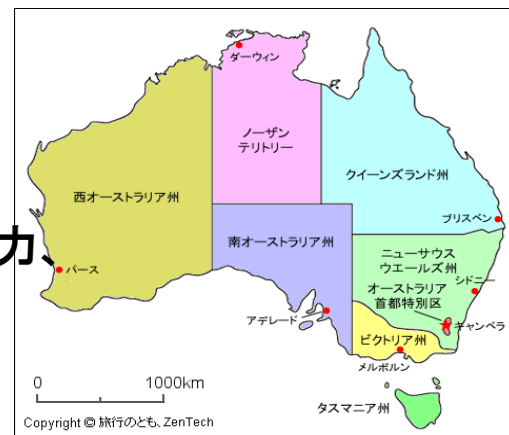 ダーウィン
ノーザン
テリトリー
クイーンズランド州
西オーストラリア州
ブリスベン
南オーストラリア州
ニューサウス
ウエールズ州
力、
パース
オーストラリア
首都特別区
シドニー
アデレード
キャンベラ
ビクトリア州
メルボルン
0 1000km
タスマニア州
Copyright © 旅行のとも、ZenTech